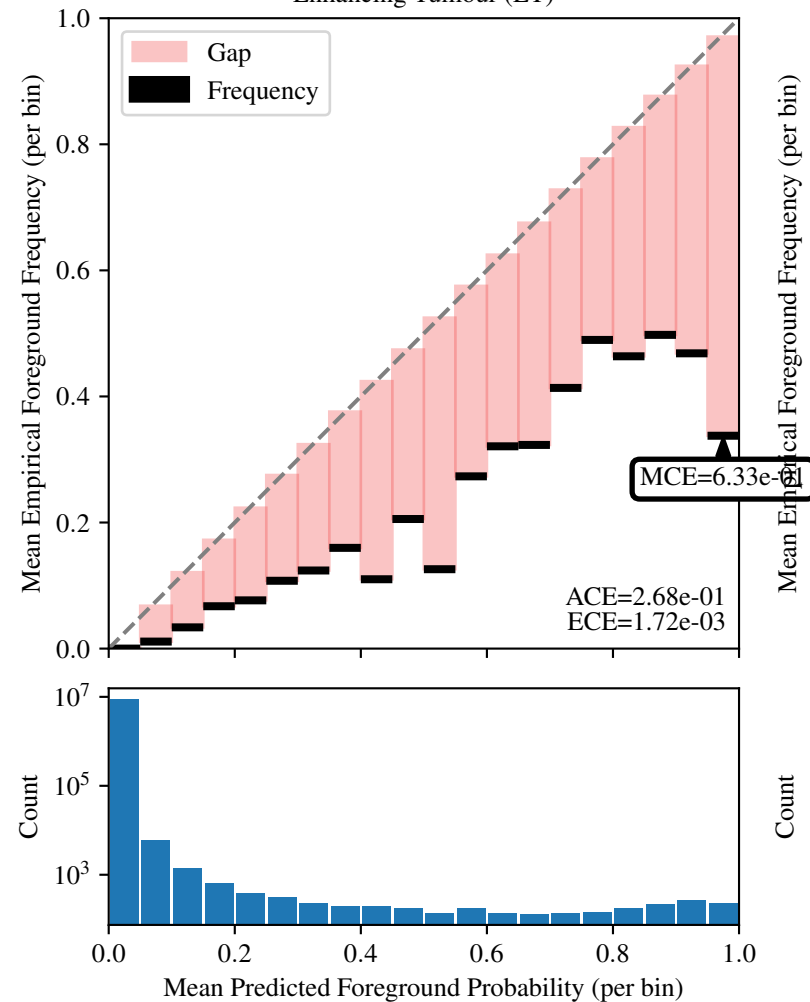 Enhancing Tumour (ET)
1.0
0.8
0.6
0.4
0.2
0.0
Mean Empirical Foreground Frequency (per bin)
Gap
Frequency
MCE=6.33e-01
ACE=2.68e-01
ECE=1.72e-03
Mean Empirical Foreground Frequency (per bin)
10^7
10^5
10^3
Count
Count
0.0 0.2 0.4 0.6 0.8 1.0
Mean Predicted Foreground Probability (per bin)